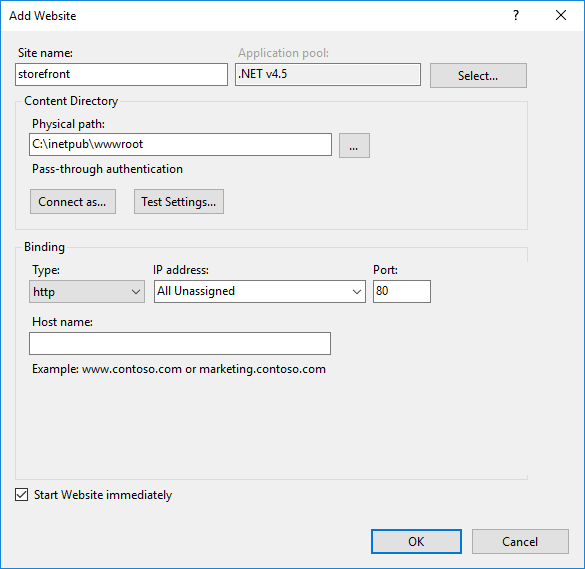 Add Website
?
Site name:
Application pool:
storefront
.NET v4.5
Select...
Content Directory
Physical path:
C:\inetpub\wwwroot
...
Pass-through authentication
Connect as...
Test Settings...
Binding
Type:
IP address:
Port:
http
All Unassigned
80
Host name:
Example: www.contoso.com or marketing.contoso.com
Start Website immediately
OK
Cancel